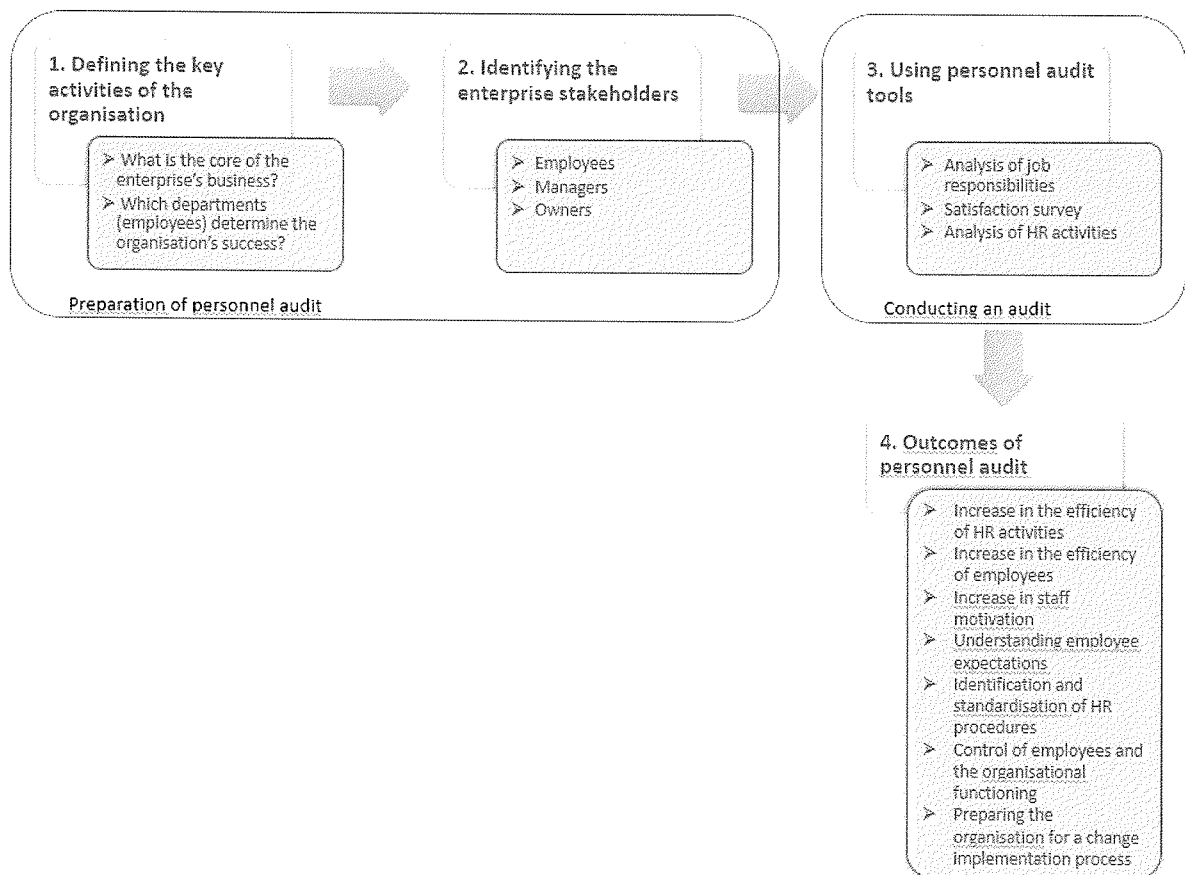 1. Defining the key
activities of the
organisation
➢ What is the core of the
enterprise's business?
➢ Which departments
(employees) determine the
organisation's success?
2. Identifying the
enterprise stakeholders
➢ Employees
➢ Managers
➢ Owners
Preparation of personnel audit
3. Using personnel audit
tools
➢ Analysis of job
responsibilities
➢ Satisfaction survey
➢ Analysis of HR activities
Conducting an audit
4. Outcomes of
personnel audit
➢ Increase in the efficiency
of HR activities
➢ Increase in the efficiency
of employees
➢ Increase in staff
motivation
➢ Understanding employee
expectations
➢ Identification and
standardisation of HR
procedures
➢ Control of employees and
the organisational
functioning
➢ Preparing the
organisation for a change
implementation process